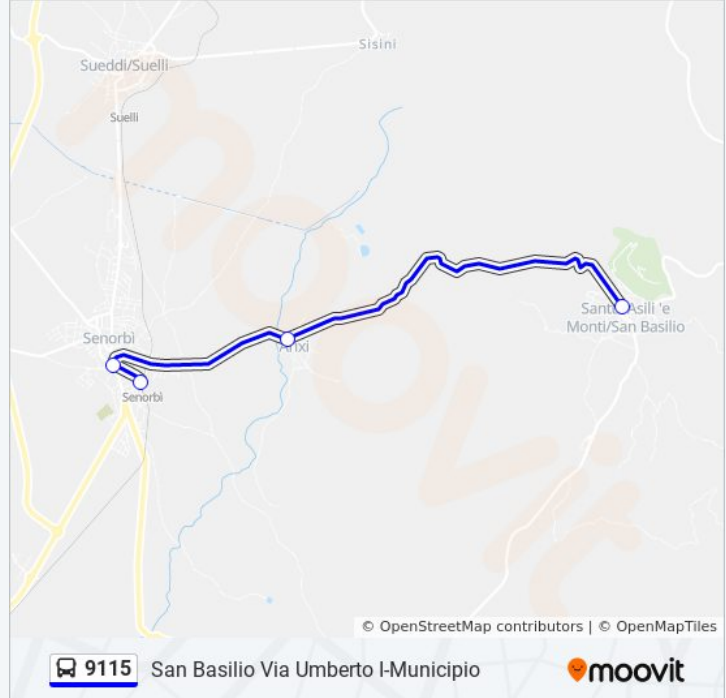 Sisini
Sueddi/Suelli
Suelli
Senorbì
Senorbì
Arixi
Santu Asili 'e
Monti/San Basilio
moovit
© OpenStreetMap contributors | © OpenMapTiles
9115 San Basilio Via Umberto I-Municipio
moovit